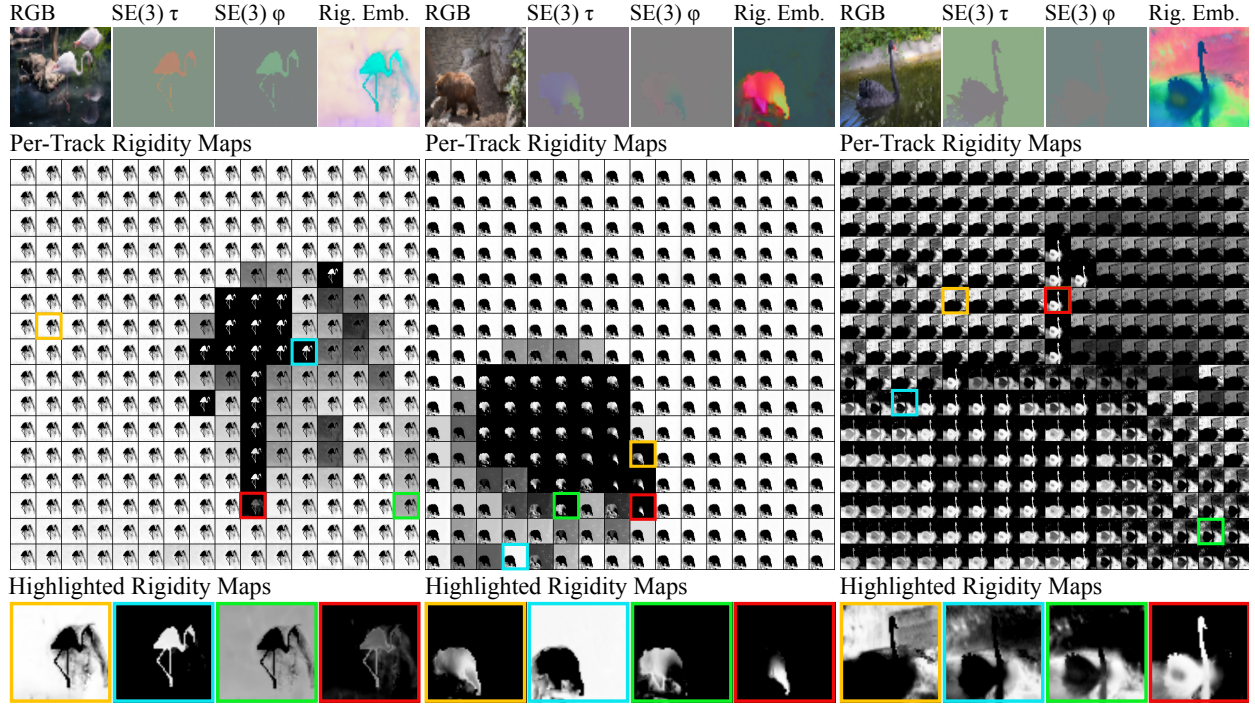 RGB SE(3) τ SE(3) φ Rig. Emb. RGB SE(3) τ SE(3) φ Rig. Emb. RGB SE(3) τ SE(3) φ Rig. Emb.
Per-Track Rigidity Maps Per-Track Rigidity Maps Per-Track Rigidity Maps
Highlighted Rigidity Maps Highlighted Rigidity Maps Highlighted Rigidity Maps